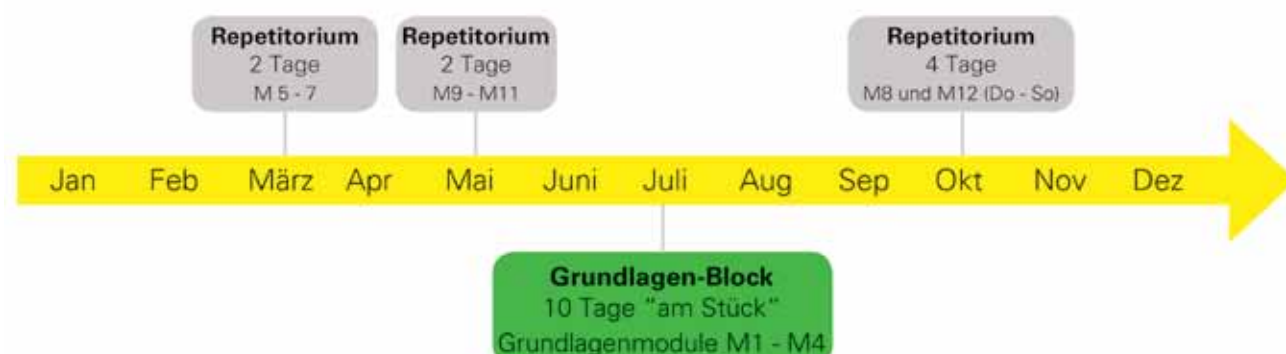 Repetitorium
2 Tage
M 5 - 7
Repetitorium
2 Tage
M9 - M11
Repetitorium
4 Tage
M8 und M12 (Do - So)
Jan Feb März Apr Mai Juni Juli Aug Sep Okt Nov Dez
Grundlagen-Block
10 Tage "am Stück"
Grundlagenmodule M1 - M4